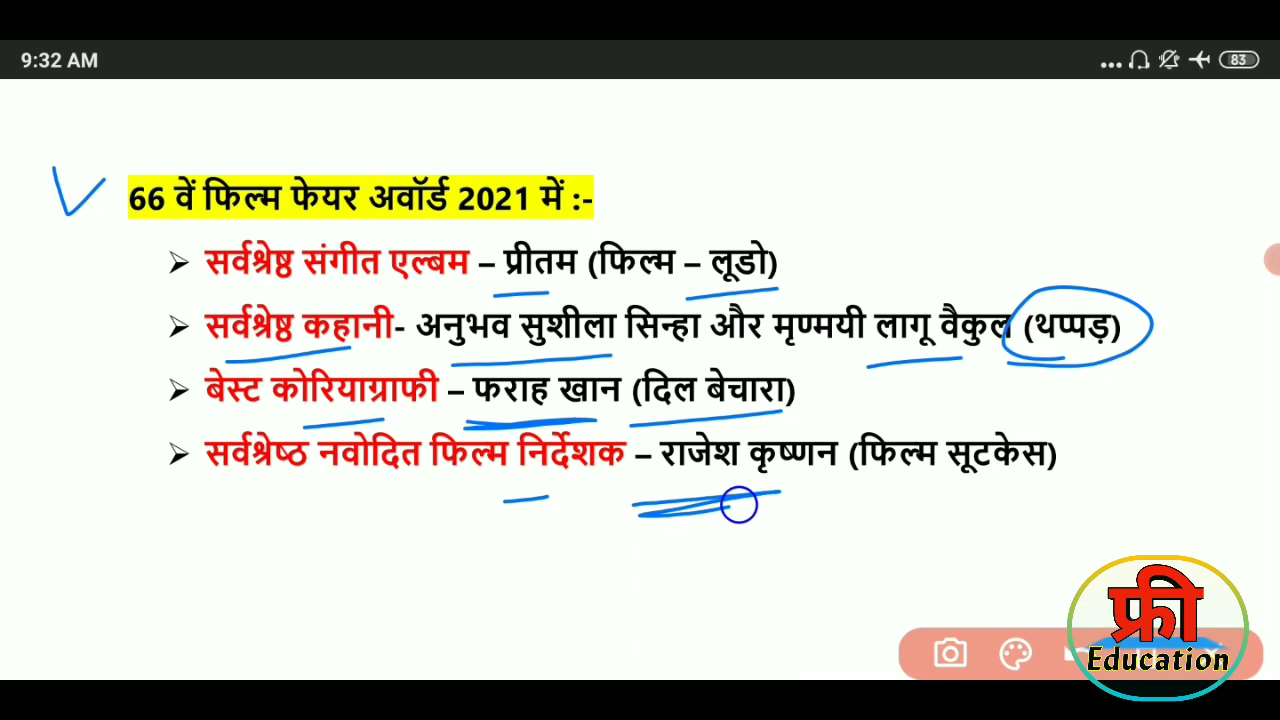 9:32 AM
83
66 वें फिल्म फेयर अवॉर्ड 2021 में :-
➢ सर्वश्रेष्ठ संगीत एल्बम – प्रीतम (फिल्म – लूडो)
➢ सर्वश्रेष्ठ कहानी- अनुभव सुशीला सिन्हा और मृण्मयी लागू वैकुल (थप्पड़)
➢ बेस्ट कोरियाग्राफी – फराह खान (दिल बेचारा)
➢ सर्वश्रेष्ठ नवोदित फिल्म निर्देशक – राजेश कृष्णन (फिल्म सूटकेस)
फ्री
Education